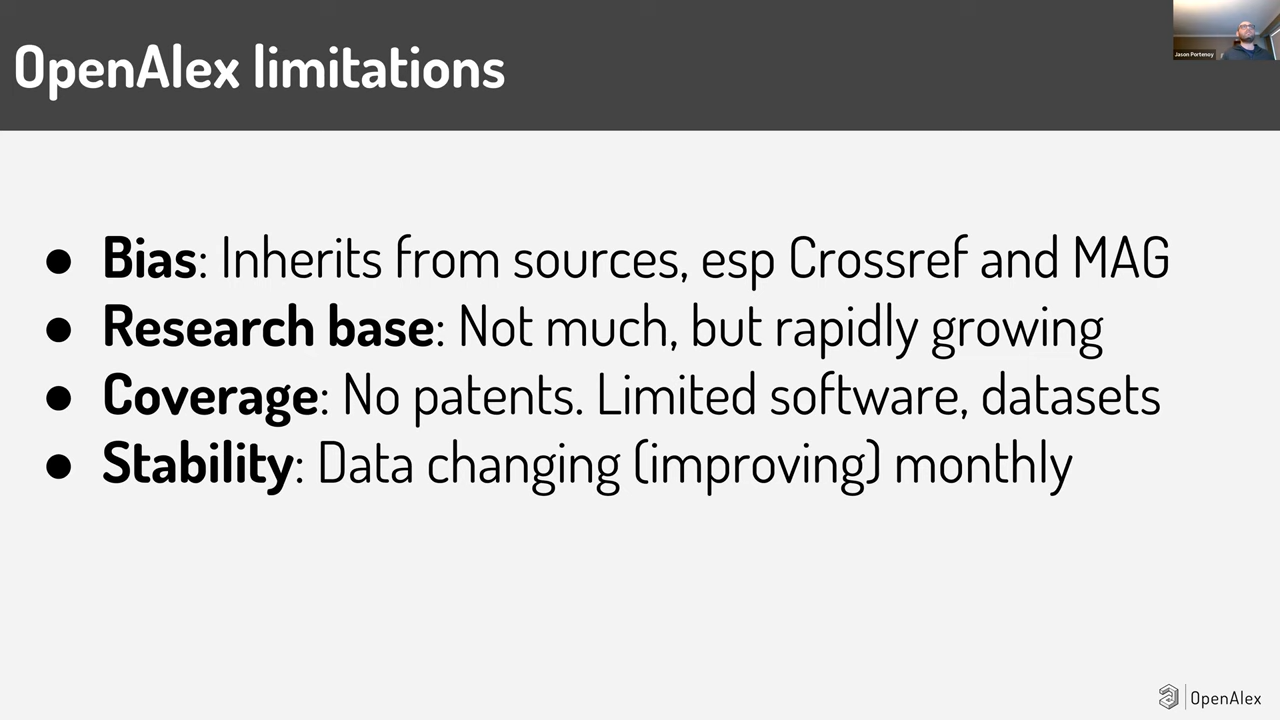 OpenAlex limitations
Jason Portenoy
● Bias: Inherits from sources, esp Crossref and MAG
● Research base: Not much, but rapidly growing
● Coverage: No patents. Limited software, datasets
● Stability: Data changing (improving) monthly
OpenAlex